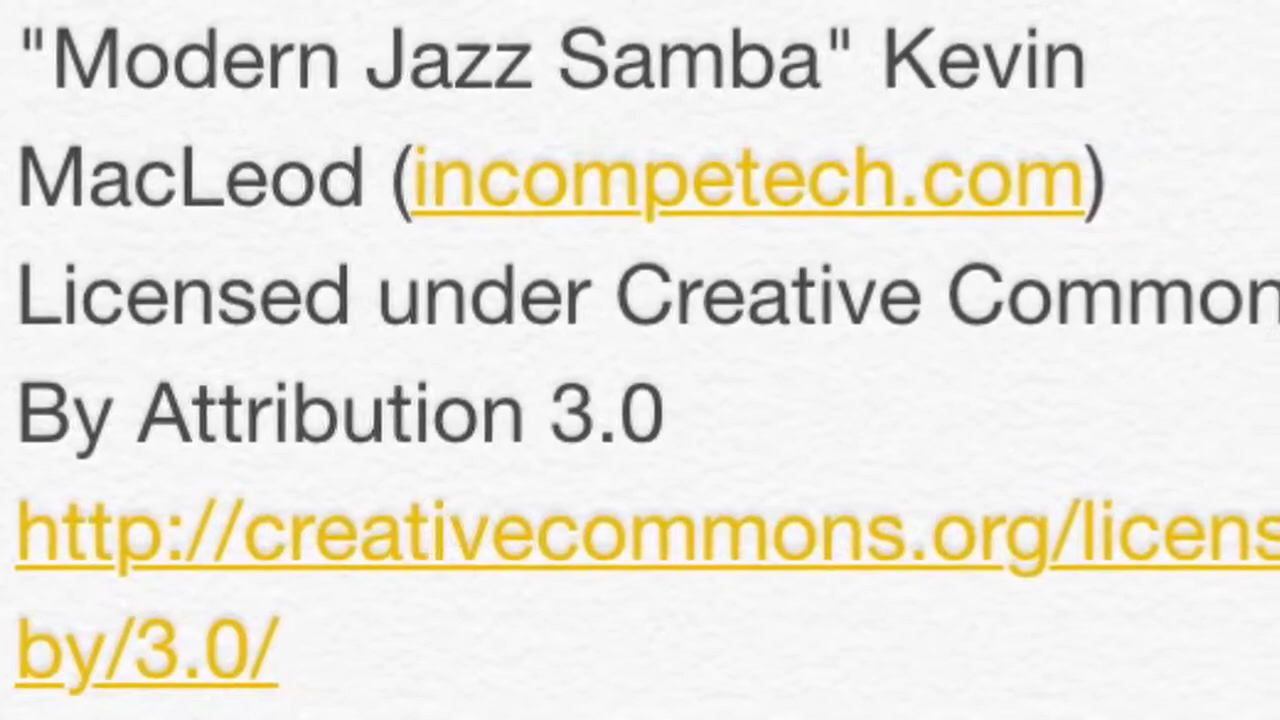 "Modern Jazz Samba" Kevin
MacLeod (incompetech.com)
Licensed under Creative Common
By Attribution 3.0
http://creativecommons.org/licens
by/3.0/